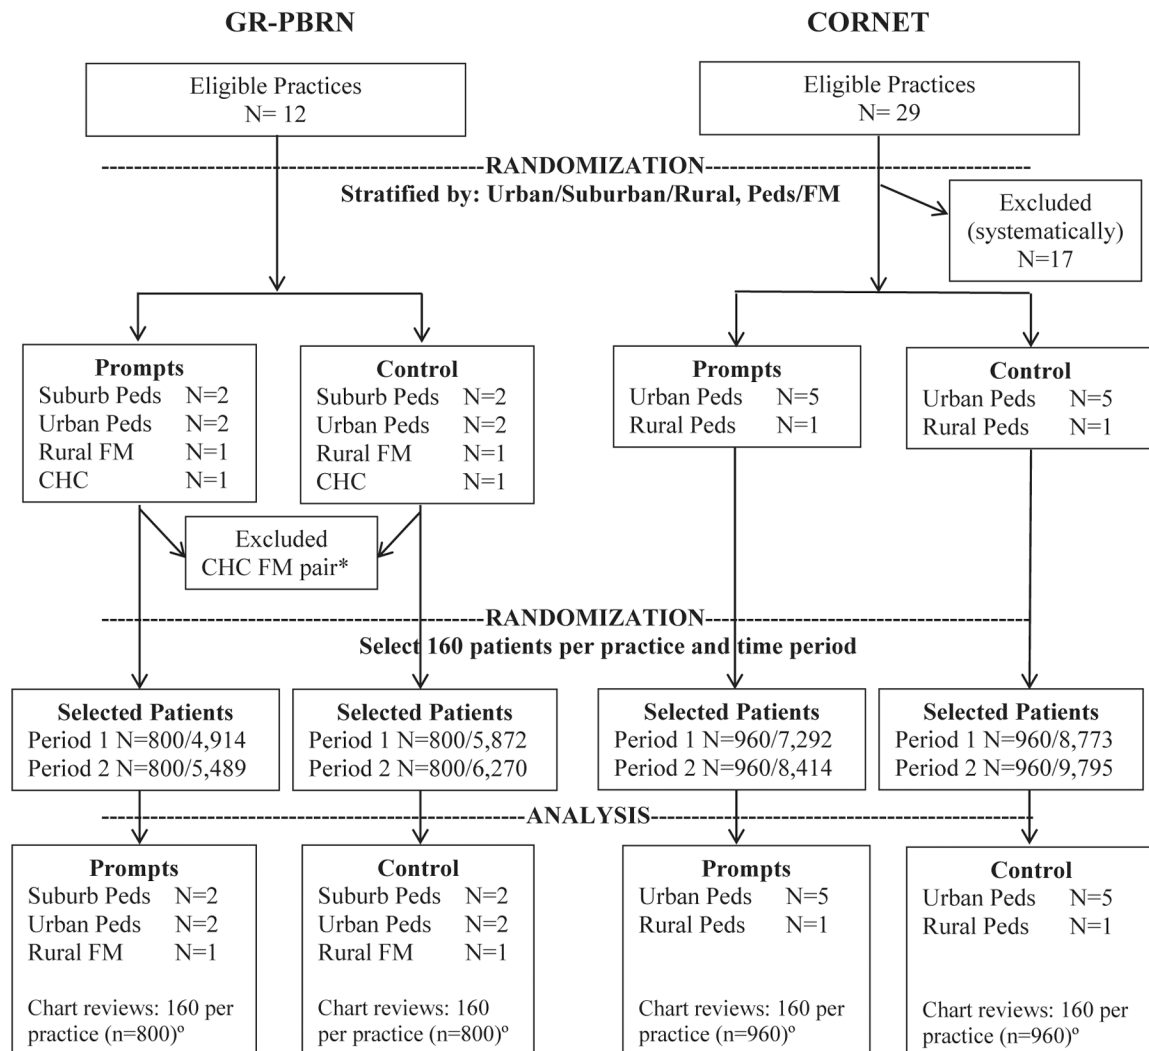 GR-PBRN
CORNET
Eligible Practices
N= 12
Eligible Practices
N= 29
RANDOMIZATION
Stratified by: Urban/Suburban/Rural, Peds/FM
Excluded
(systematically)
N=17
Prompts
Suburb Peds N=2
Urban Peds N=2
Rural FM N=1
CHC N=1
Control
Suburb Peds N=2
Urban Peds N=2
Rural FM N=1
CHC N=1
Prompts
Urban Peds N=5
Rural Peds N=1
Control
Urban Peds N=5
Rural Peds N=1
Excluded
CHC FM pair*
RANDOMIZATION
Select 160 patients per practice and time period
Selected Patients
Period 1 N=800/4,914
Period 2 N=800/5,489
Selected Patients
Period 1 N=800/5,872
Period 2 N=800/6,270
Selected Patients
Period 1 N=960/7,292
Period 2 N=960/8,414
Selected Patients
Period 1 N=960/8,773
Period 2 N=960/9,795
ANALYSIS
Prompts
Suburb Peds N=2
Urban Peds N=2
Rural FM N=1
Chart reviews: 160 per
practice (n=800)º
Control
Suburb Peds N=2
Urban Peds N=2
Rural FM N=1
Chart reviews: 160
per practice (n=800)º
Prompts
Urban Peds N=5
Rural Peds N=1
Chart reviews: 160 per
practice (n=960)º
Control
Urban Peds N=5
Rural Peds N=1
Chart reviews: 160 per
practice (n=960)º